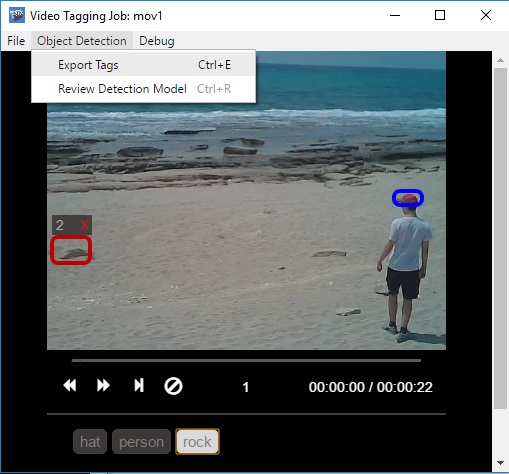 Video Tagging Job: mov1
File Object Detection Debug
Export Tags Ctrl+E
Review Detection Model Ctrl+R
2 X
1 00:00:00 / 00:00:22
hat person rock